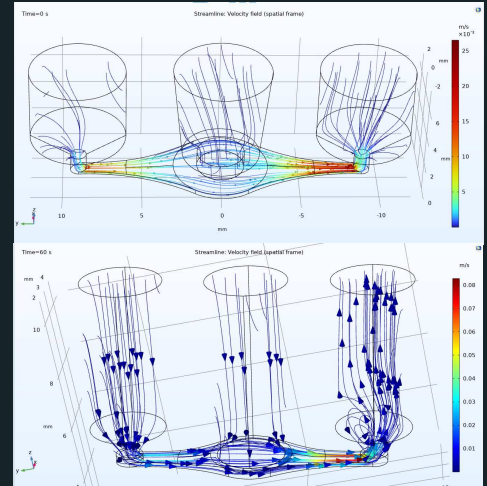 Time=0 s
Streamline: Velocity field (spatial frame)
m/s
×10⁻³
25
20
15
10
5
2
0
mm
-2
6
4
mm
2
0
z
y
10
5
0
-5
-10
mm
Time=60 s
Streamline: Velocity field (spatial frame)
m/s
0.08
0.07
0.06
0.05
0.04
0.03
0.02
0.01
mm
4
3
2
10
8
mm
6
z
y